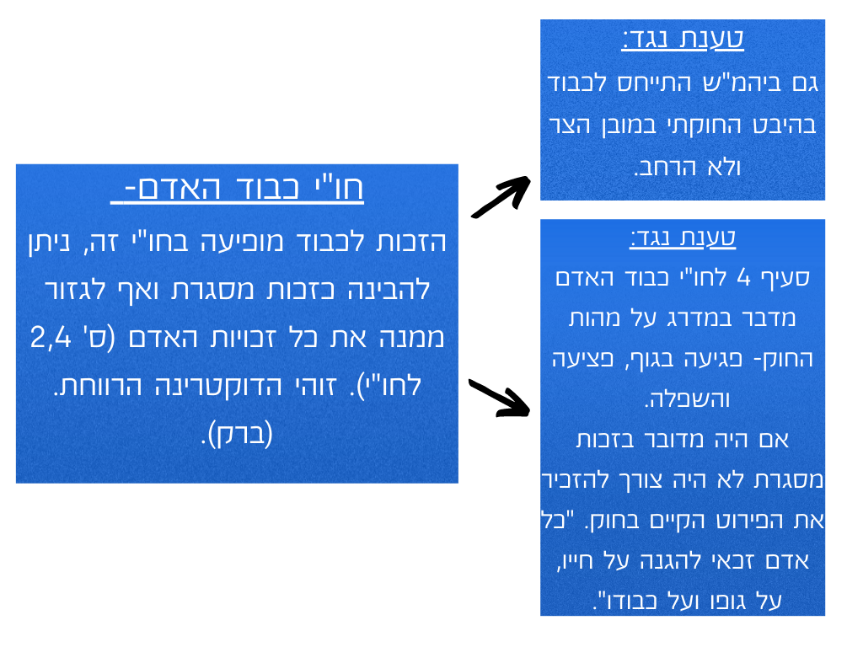 חו"י כבוד האדם-
הזכות לכבוד מופיעה בחו"י זה, ניתן
להבינה כזכות מסגרת ואף לגזור
ממנה את כל זכויות האדם (ס' 2,4
לחו"י). זוהי הדוקטרינה הרווחת.
(ברק).
טענת נגד:
גם ביהמ"ש התייחס לכבוד
בהיבט החוקתי במובן הצר
ולא הרחב.
טענת נגד:
סעיף 4 לחו"י כבוד האדם
מדבר במדרג על מהות
החוק- פגיעה בגוף, פציעה
והשפלה.
אם היה מדובר בזכות
מסגרת לא היה צורך להזכיר
את הפירוט הקיים בחוק. "כל
אדם זכאי להגנה על חייו,
על גופו ועל כבודו".